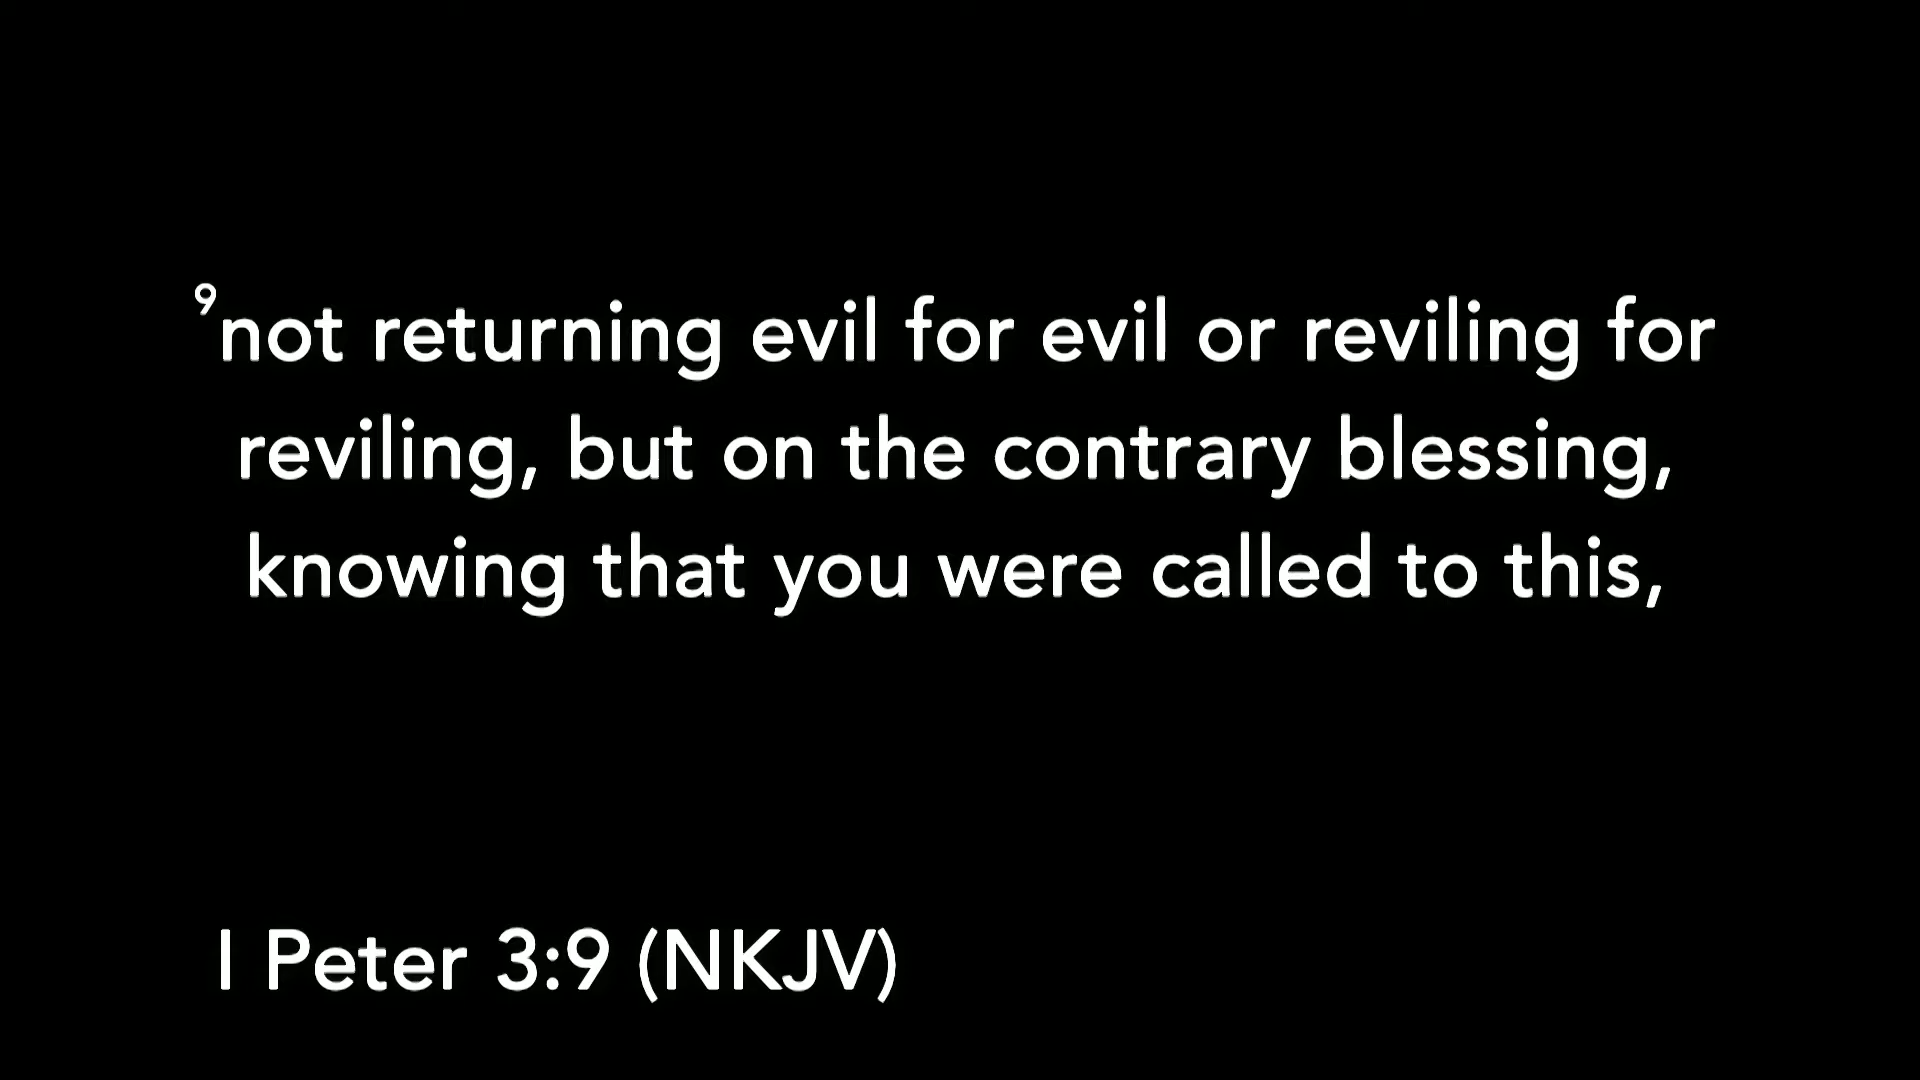 ⁹not returning evil for evil or reviling for
reviling, but on the contrary blessing,
knowing that you were called to this,
I Peter 3:9 (NKJV)